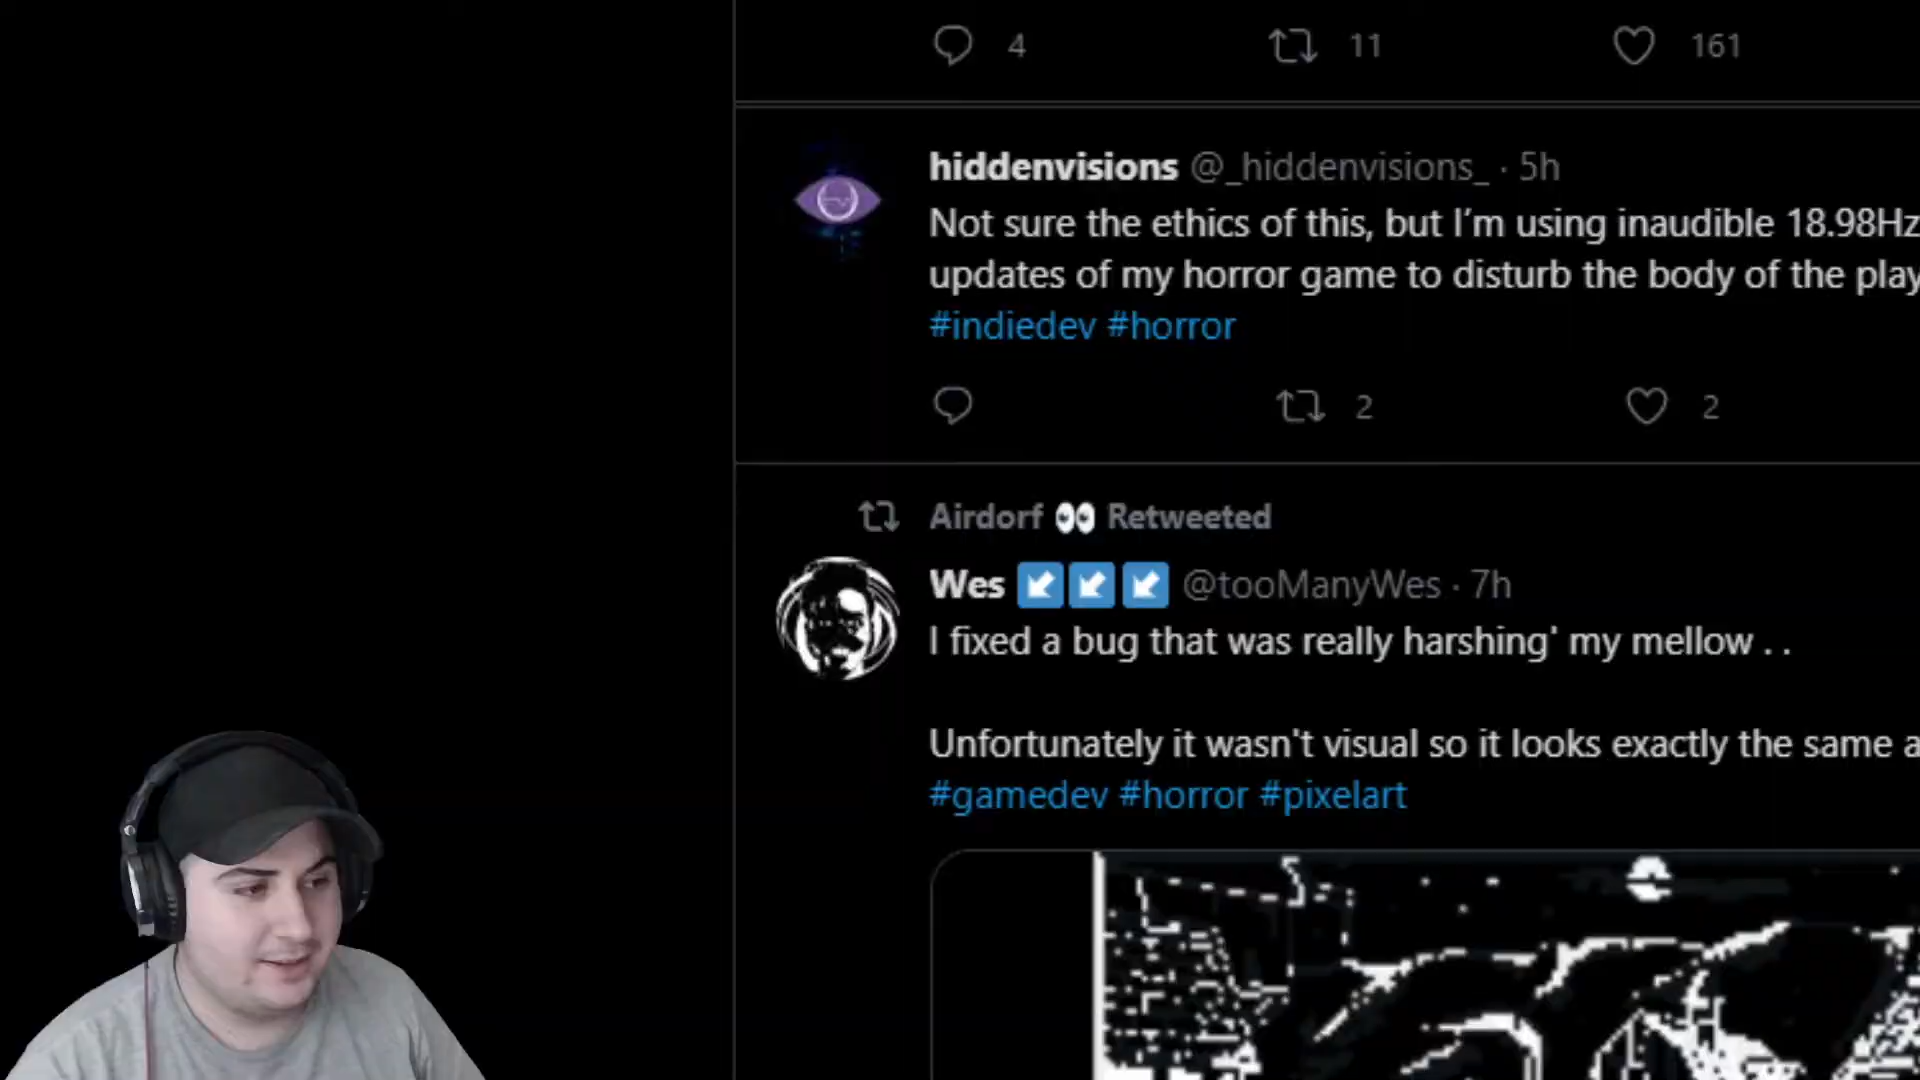 4 11 161
hiddenvisions @_hiddenvisions_ · 5h
Not sure the ethics of this, but I’m using inaudible 18.98Hz
updates of my horror game to disturb the body of the play
#indiedev #horror
2 2
Airdorf 👀 Retweeted
Wes ↙️↙️↙️ @tooManyWes · 7h
I fixed a bug that was really harshing' my mellow . .
Unfortunately it wasn't visual so it looks exactly the same a
#gamedev #horror #pixelart